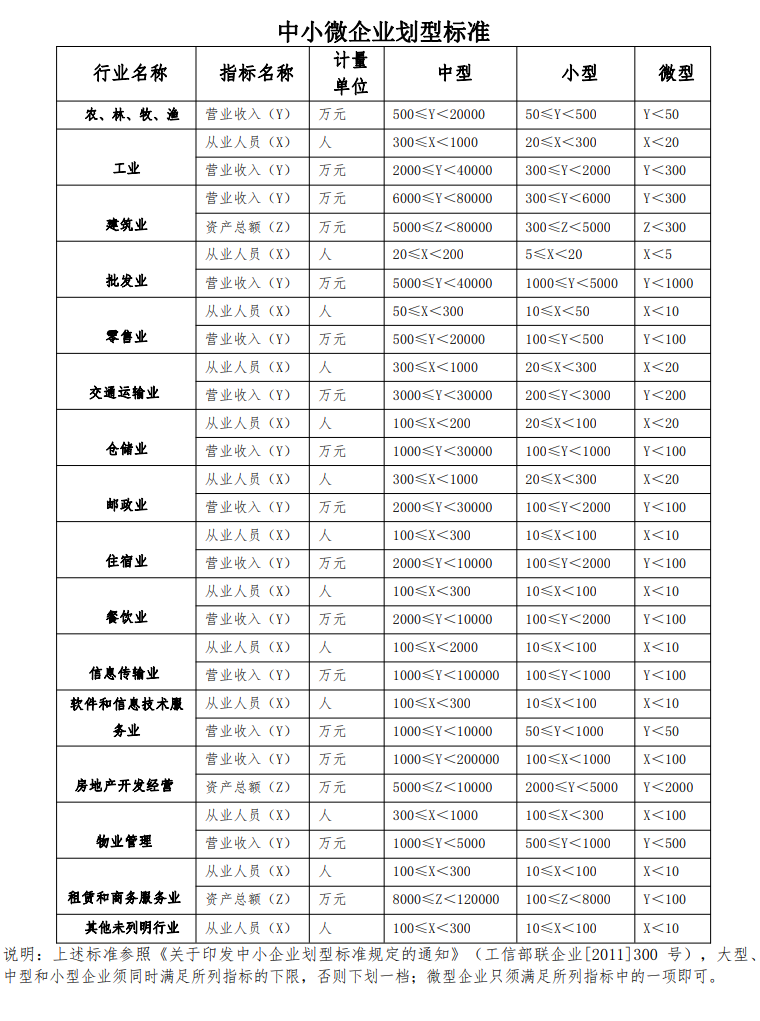 中小微企业划型标准
行业名称 指标名称 计量单位 中型 小型 微型
农、林、牧、渔 营业收入（Y） 万元 500≤Y＜20000 50≤Y＜500 Y＜50
工业 从业人员（X） 人 300≤X＜1000 20≤X＜300 X＜20
营业收入（Y） 万元 2000≤Y＜40000 300≤Y＜2000 Y＜300
建筑业 营业收入（Y） 万元 6000≤Y＜80000 300≤Y＜6000 Y＜300
资产总额（Z） 万元 5000≤Z＜80000 300≤Z＜5000 Z＜300
批发业 从业人员（X） 人 20≤X＜200 5≤X＜20 X＜5
营业收入（Y） 万元 5000≤Y＜40000 1000≤Y＜5000 Y＜1000
零售业 从业人员（X） 人 50≤X＜300 10≤X＜50 X＜10
营业收入（Y） 万元 500≤Y＜20000 100≤Y＜500 Y＜100
交通运输业 从业人员（X） 人 300≤X＜1000 20≤X＜300 X＜20
营业收入（Y） 万元 3000≤Y＜30000 200≤Y＜3000 Y＜200
仓储业 从业人员（X） 人 100≤X＜200 20≤X＜100 X＜20
营业收入（Y） 万元 1000≤Y＜30000 100≤Y＜1000 Y＜100
邮政业 从业人员（X） 人 300≤X＜1000 20≤X＜300 X＜20
营业收入（Y） 万元 2000≤Y＜30000 100≤Y＜2000 Y＜100
住宿业 从业人员（X） 人 100≤X＜300 10≤X＜100 X＜10
营业收入（Y） 万元 2000≤Y＜10000 100≤Y＜2000 Y＜100
餐饮业 从业人员（X） 人 100≤X＜300 10≤X＜100 X＜10
营业收入（Y） 万元 2000≤Y＜10000 100≤Y＜2000 Y＜100
信息传输业 从业人员（X） 人 100≤X＜2000 10≤X＜100 X＜10
营业收入（Y） 万元 1000≤Y＜100000 100≤Y＜1000 Y＜100
软件和信息技术服务业 从业人员（X） 人 100≤X＜300 10≤X＜100 X＜10
营业收入（Y） 万元 1000≤Y＜10000 50≤Y＜1000 Y＜50
房地产开发经营 营业收入（Y） 万元 1000≤Y＜200000 100≤X＜1000 X＜100
资产总额（Z） 万元 5000≤Z＜10000 2000≤Y＜5000 Y＜2000
物业管理 从业人员（X） 人 300≤X＜1000 100≤X＜300 X＜100
营业收入（Y） 万元 1000≤Y＜5000 500≤Y＜1000 Y＜500
租赁和商务服务业 从业人员（X） 人 100≤X＜300 10≤X＜100 X＜10
资产总额（Z） 万元 8000≤Z＜120000 100≤Z＜8000 Y＜100
其他未列明行业 从业人员（X） 人 100≤X＜300 10≤X＜100 X＜10
说明：上述标准参照《关于印发中小企业划型标准规定的通知》（工信部联企业[2011]300 号），大型、
中型和小型企业须同时满足所列指标的下限，否则下划一档；微型企业只须满足所列指标中的一项即可。